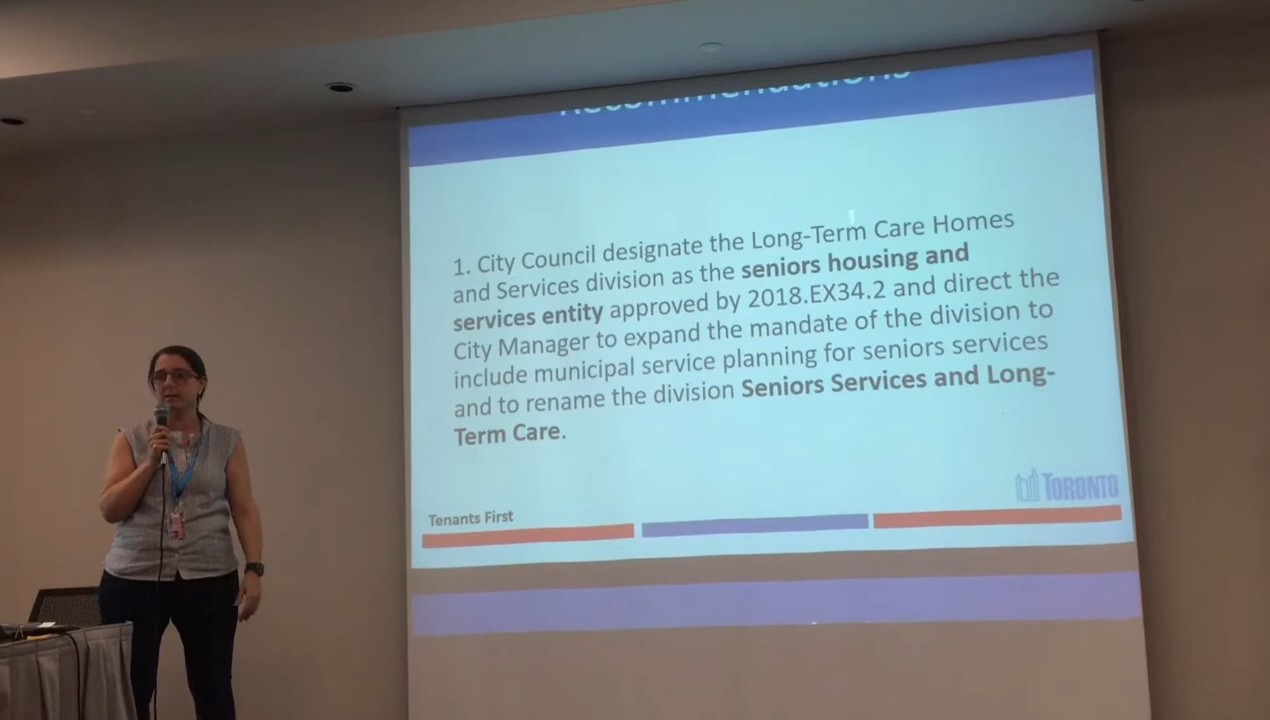 Recommendations
1. City Council designate the Long-Term Care Homes
and Services division as the seniors housing and
services entity approved by 2018.EX34.2 and direct the
City Manager to expand the mandate of the division to
include municipal service planning for seniors services
and to rename the division Seniors Services and Long-
Term Care.
TORONTO
Tenants First